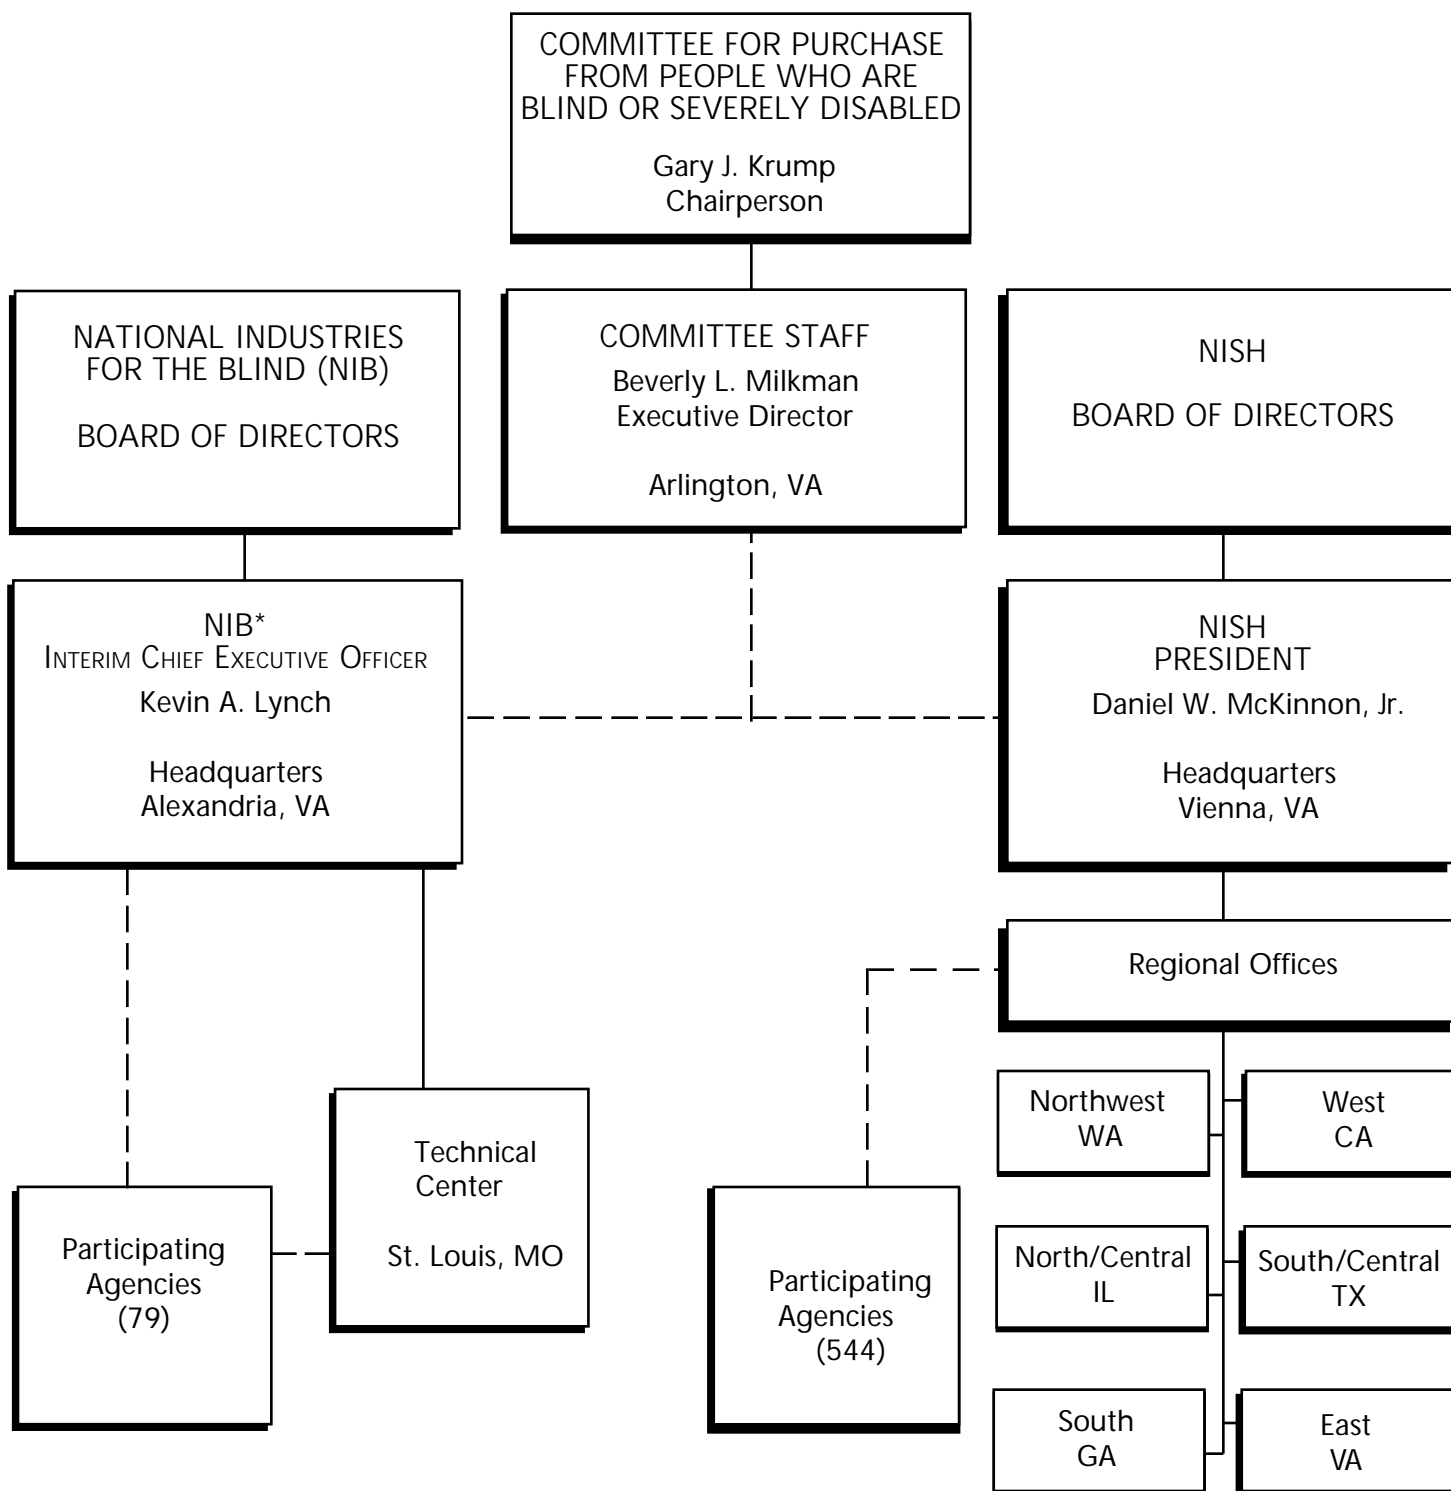 COMMITTEE FOR PURCHASE
FROM PEOPLE WHO ARE
BLIND OR SEVERELY DISABLED
Gary J. Krump
Chairperson
NATIONAL INDUSTRIES
FOR THE BLIND (NIB)
BOARD OF DIRECTORS
COMMITTEE STAFF
Beverly L. Milkman
Executive Director
Arlington, VA
NISH
BOARD OF DIRECTORS
NIB*
INTERIM CHIEF EXECUTIVE OFFICER
Kevin A. Lynch
Headquarters
Alexandria, VA
NISH
PRESIDENT
Daniel W. McKinnon, Jr.
Headquarters
Vienna, VA
Regional Offices
Participating
Agencies
(79)
Technical
Center
St. Louis, MO
Participating
Agencies
(544)
Northwest
WA
West
CA
North/Central
IL
South/Central
TX
South
GA
East
VA